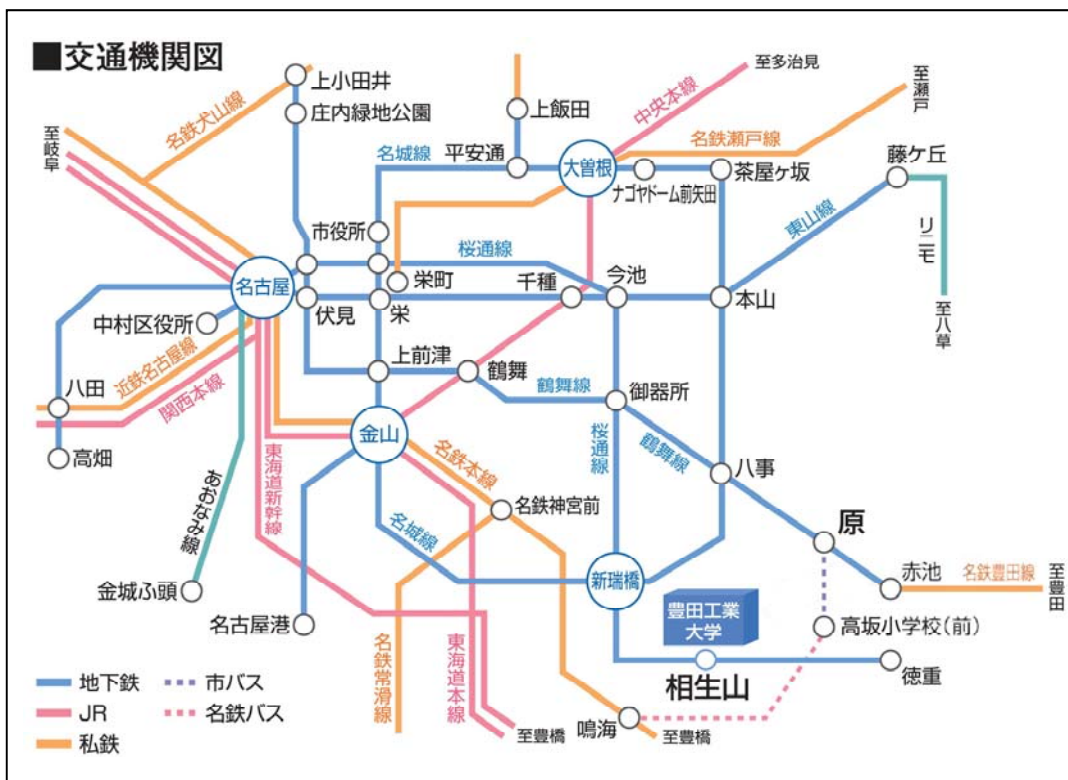 ■交通機関図
上小田井
庄内緑地公園
上飯田
至多治見
中央本線
至瀬戸
名鉄瀬戸線
名鉄犬山線
至岐阜
名城線
平安通
大曽根
ナゴヤドーム前矢田
茶屋ヶ坂
藤ケ丘
東山線
リニモ
至八草
市役所
桜通線
栄町
千種
今池
本山
名古屋
中村区役所
伏見
栄
上前津
鶴舞
鶴舞線
御器所
近鉄名古屋線
八田
関西本線
高畑
金山
桜通線
鶴舞線
八事
名鉄本線
東海道新幹線
あおなみ線
名鉄神宮前
原
名城線
新瑞橋
赤池
名鉄豊田線
至豊田
金城ふ頭
名古屋港
豊田工業
大学
高坂小学校(前)
名鉄常滑線
東海道本線
相生山
徳重
鳴海
至豊橋
至豊橋
地下鉄
市バス
JR
名鉄バス
私鉄